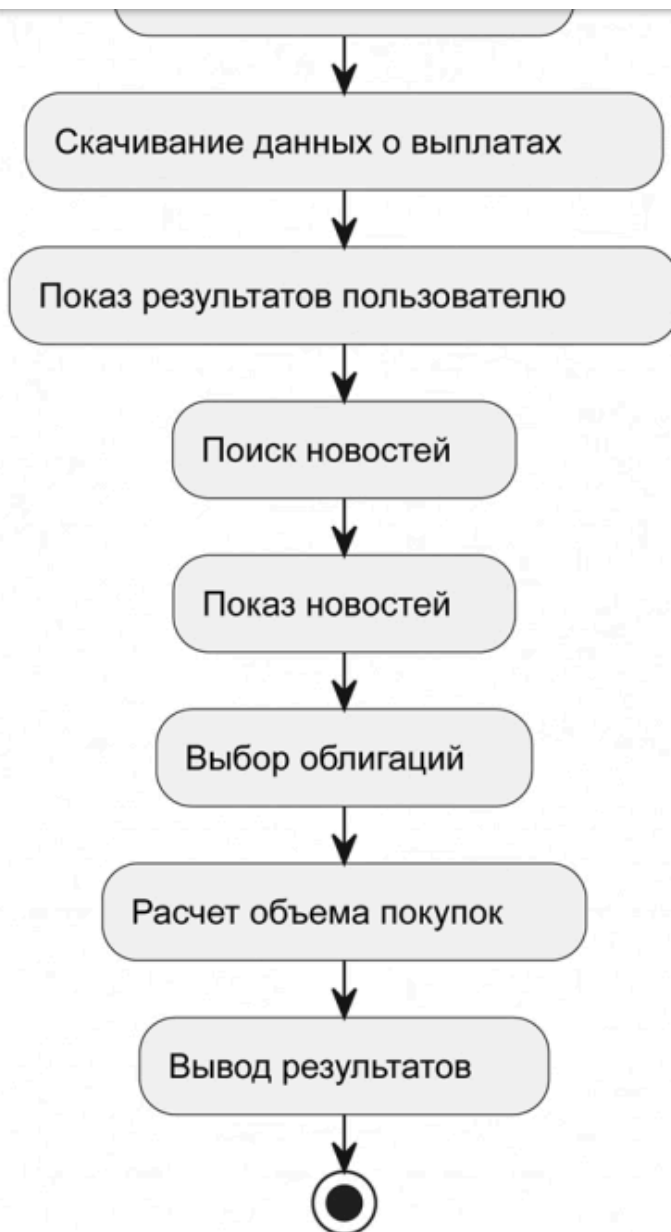 Скачивание данных о выплатах
Показ результатов пользователю
Поиск новостей
Показ новостей
Выбор облигаций
Расчет объема покупок
Вывод результатов